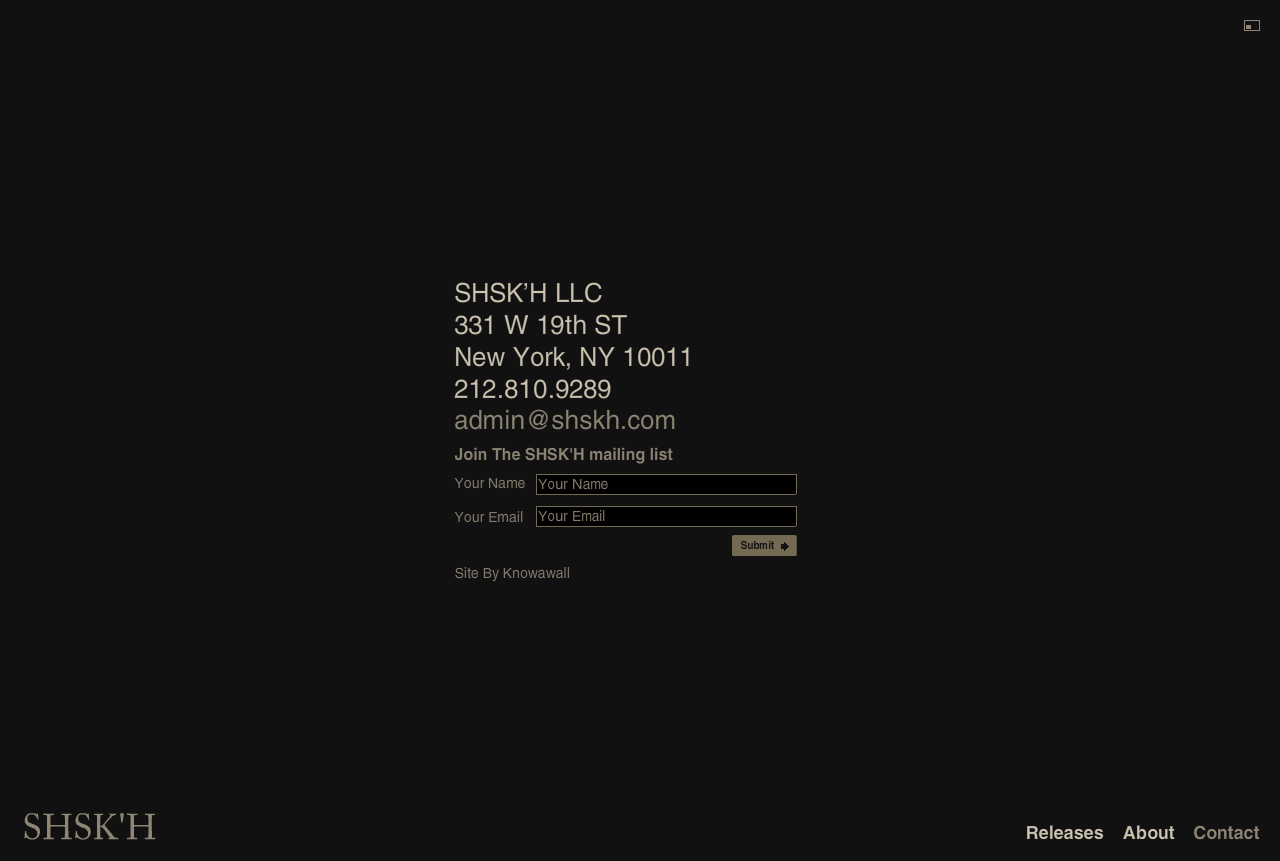 SHSK’H LLC
331 W 19th ST
New York, NY 10011
212.810.9289
admin@shskh.com
Join The SHSK'H mailing list
Your Name Your Name
Your Email Your Email
Submit
Site By Knowawall
SHSK'H
Releases About Contact